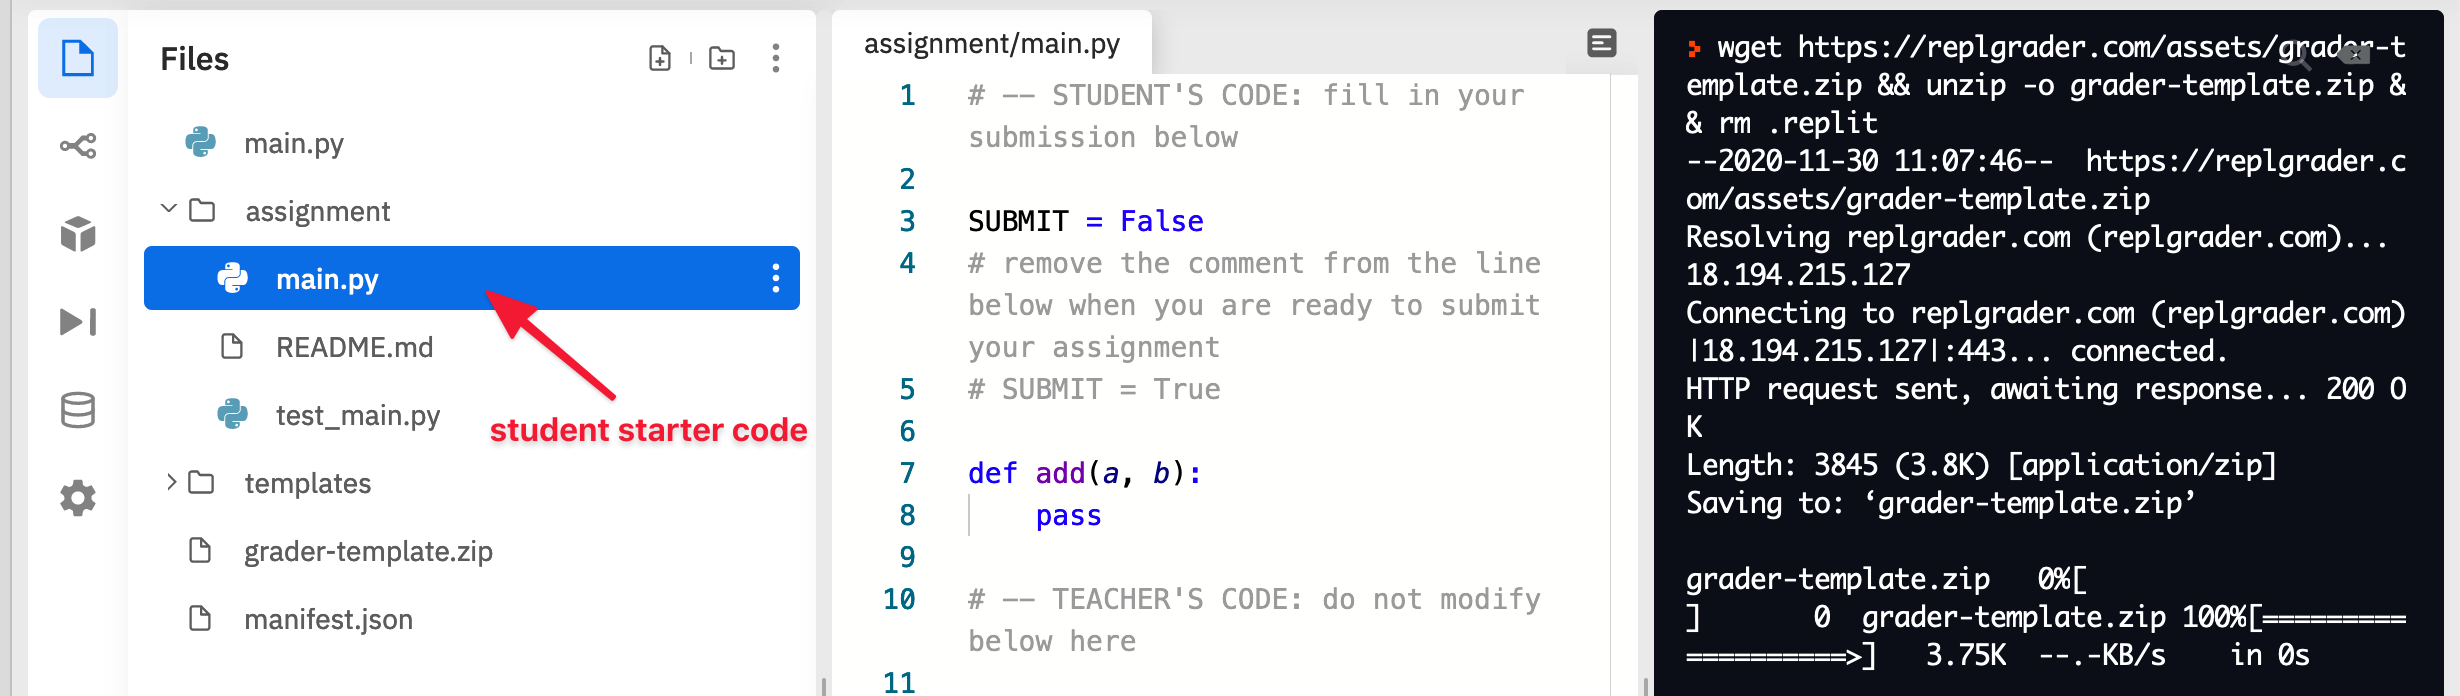 Files
main.py
assignment
main.py
README.md
test_main.py
student starter code
templates
grader-template.zip
manifest.json
assignment/main.py
1 # -- STUDENT'S CODE: fill in your
submission below
2
3 SUBMIT = False
4 # remove the comment from the line
below when you are ready to submit
your assignment
5 # SUBMIT = True
6
7 def add(a, b):
8 pass
9
10 # -- TEACHER'S CODE: do not modify
below here
11
wget https://replgrader.com/assets/grader-t
emplate.zip && unzip -o grader-template.zip &
& rm .replit
--2020-11-30 11:07:46--  https://replgrader.c
om/assets/grader-template.zip
Resolving replgrader.com (replgrader.com)...
18.194.215.127
Connecting to replgrader.com (replgrader.com)
|18.194.215.127|:443... connected.
HTTP request sent, awaiting response... 200 O
K
Length: 3845 (3.8K) [application/zip]
Saving to: ‘grader-template.zip’
grader-template.zip   0%[
]       0  grader-template.zip 100%[=========
==========>]   3.75K  --.-KB/s    in 0s